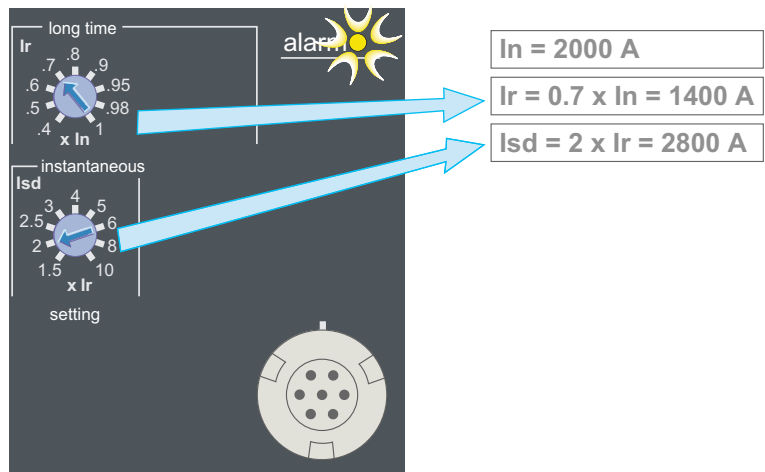 long time
Ir
.4
.5
.6
.7
.8
.9
.95
.98
1
x In
alarm
instantaneous
Isd
1.5
2
2.5
3
4
5
6
8
10
x Ir
setting
In = 2000 A
Ir = 0.7 x In = 1400 A
Isd = 2 x Ir = 2800 A